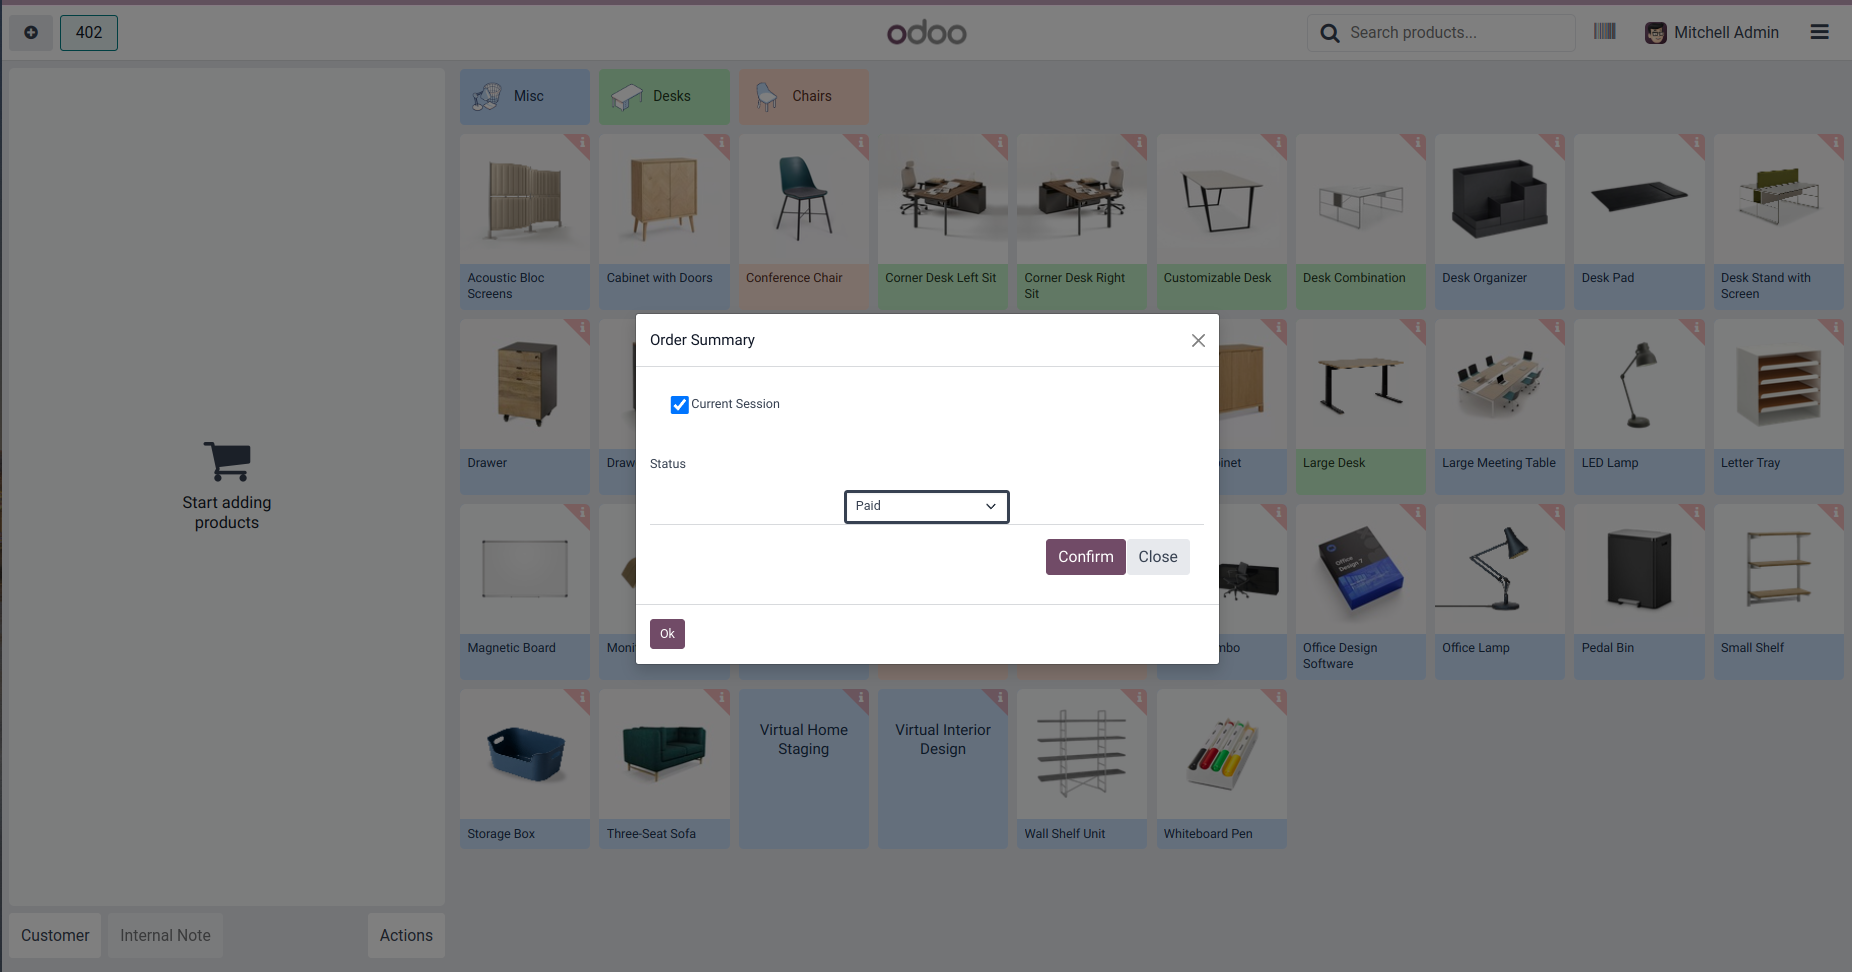 402
odoo
Search products...
Mitchell Admin
Misc
Desks
Chairs
Acoustic Bloc
Screens
Cabinet with Doors
Conference Chair
Corner Desk Left Sit
Corner Desk Right
Sit
Customizable Desk
Desk Combination
Desk Organizer
Desk Pad
Desk Stand with
Screen
Order Summary
Current Session
Status
Paid
Confirm
Close
Ok
Start adding
products
Drawer
Draw
inet
Large Desk
Large Meeting Table
LED Lamp
Letter Tray
Office
Design 7
Magnetic Board
Moni
mbo
Office Design
Software
Office Lamp
Pedal Bin
Small Shelf
Virtual Home
Staging
Virtual Interior
Design
Storage Box
Three-Seat Sofa
Wall Shelf Unit
Whiteboard Pen
Customer
Internal Note
Actions